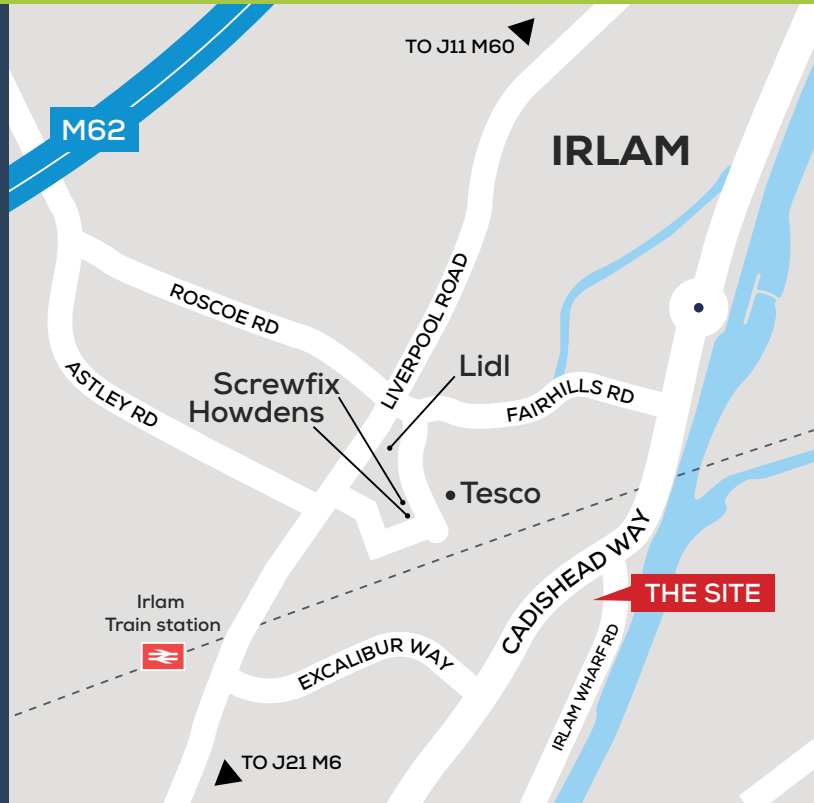 TO J11 M60
M62
IRLAM
ROSCOE RD
LIVERPOOL ROAD
ASTLEY RD
Screwfix
Howdens
Lidl
FAIRHILLS RD
Tesco
CADISHEAD WAY
THE SITE
Irlam
Train station
EXCALIBUR WAY
IRLAM WHARF RD
TO J21 M6